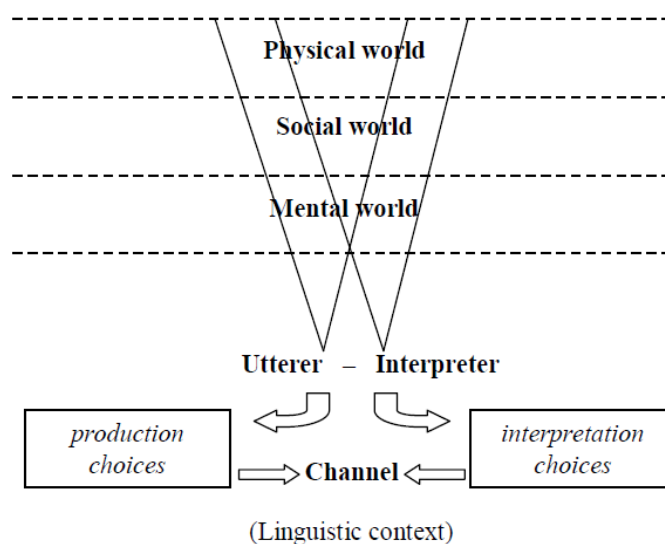 Physical world
Social world
Mental world
Utterer – Interpreter
production choices
interpretation choices
Channel
(Linguistic context)